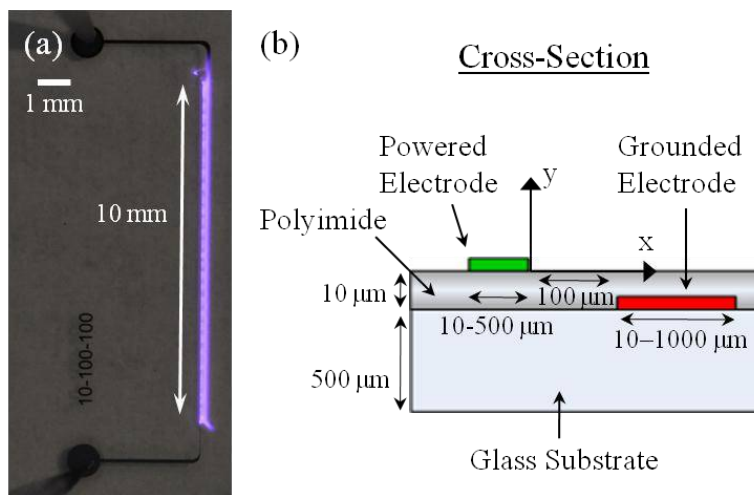 (a)
1 mm
10 mm
10-100-100
(b)
Cross-Section
Powered
Electrode
Grounded
Electrode
y
Polyimide
x
10 µm
100 µm
10-500 µm
10–1000 µm
500 µm
Glass Substrate